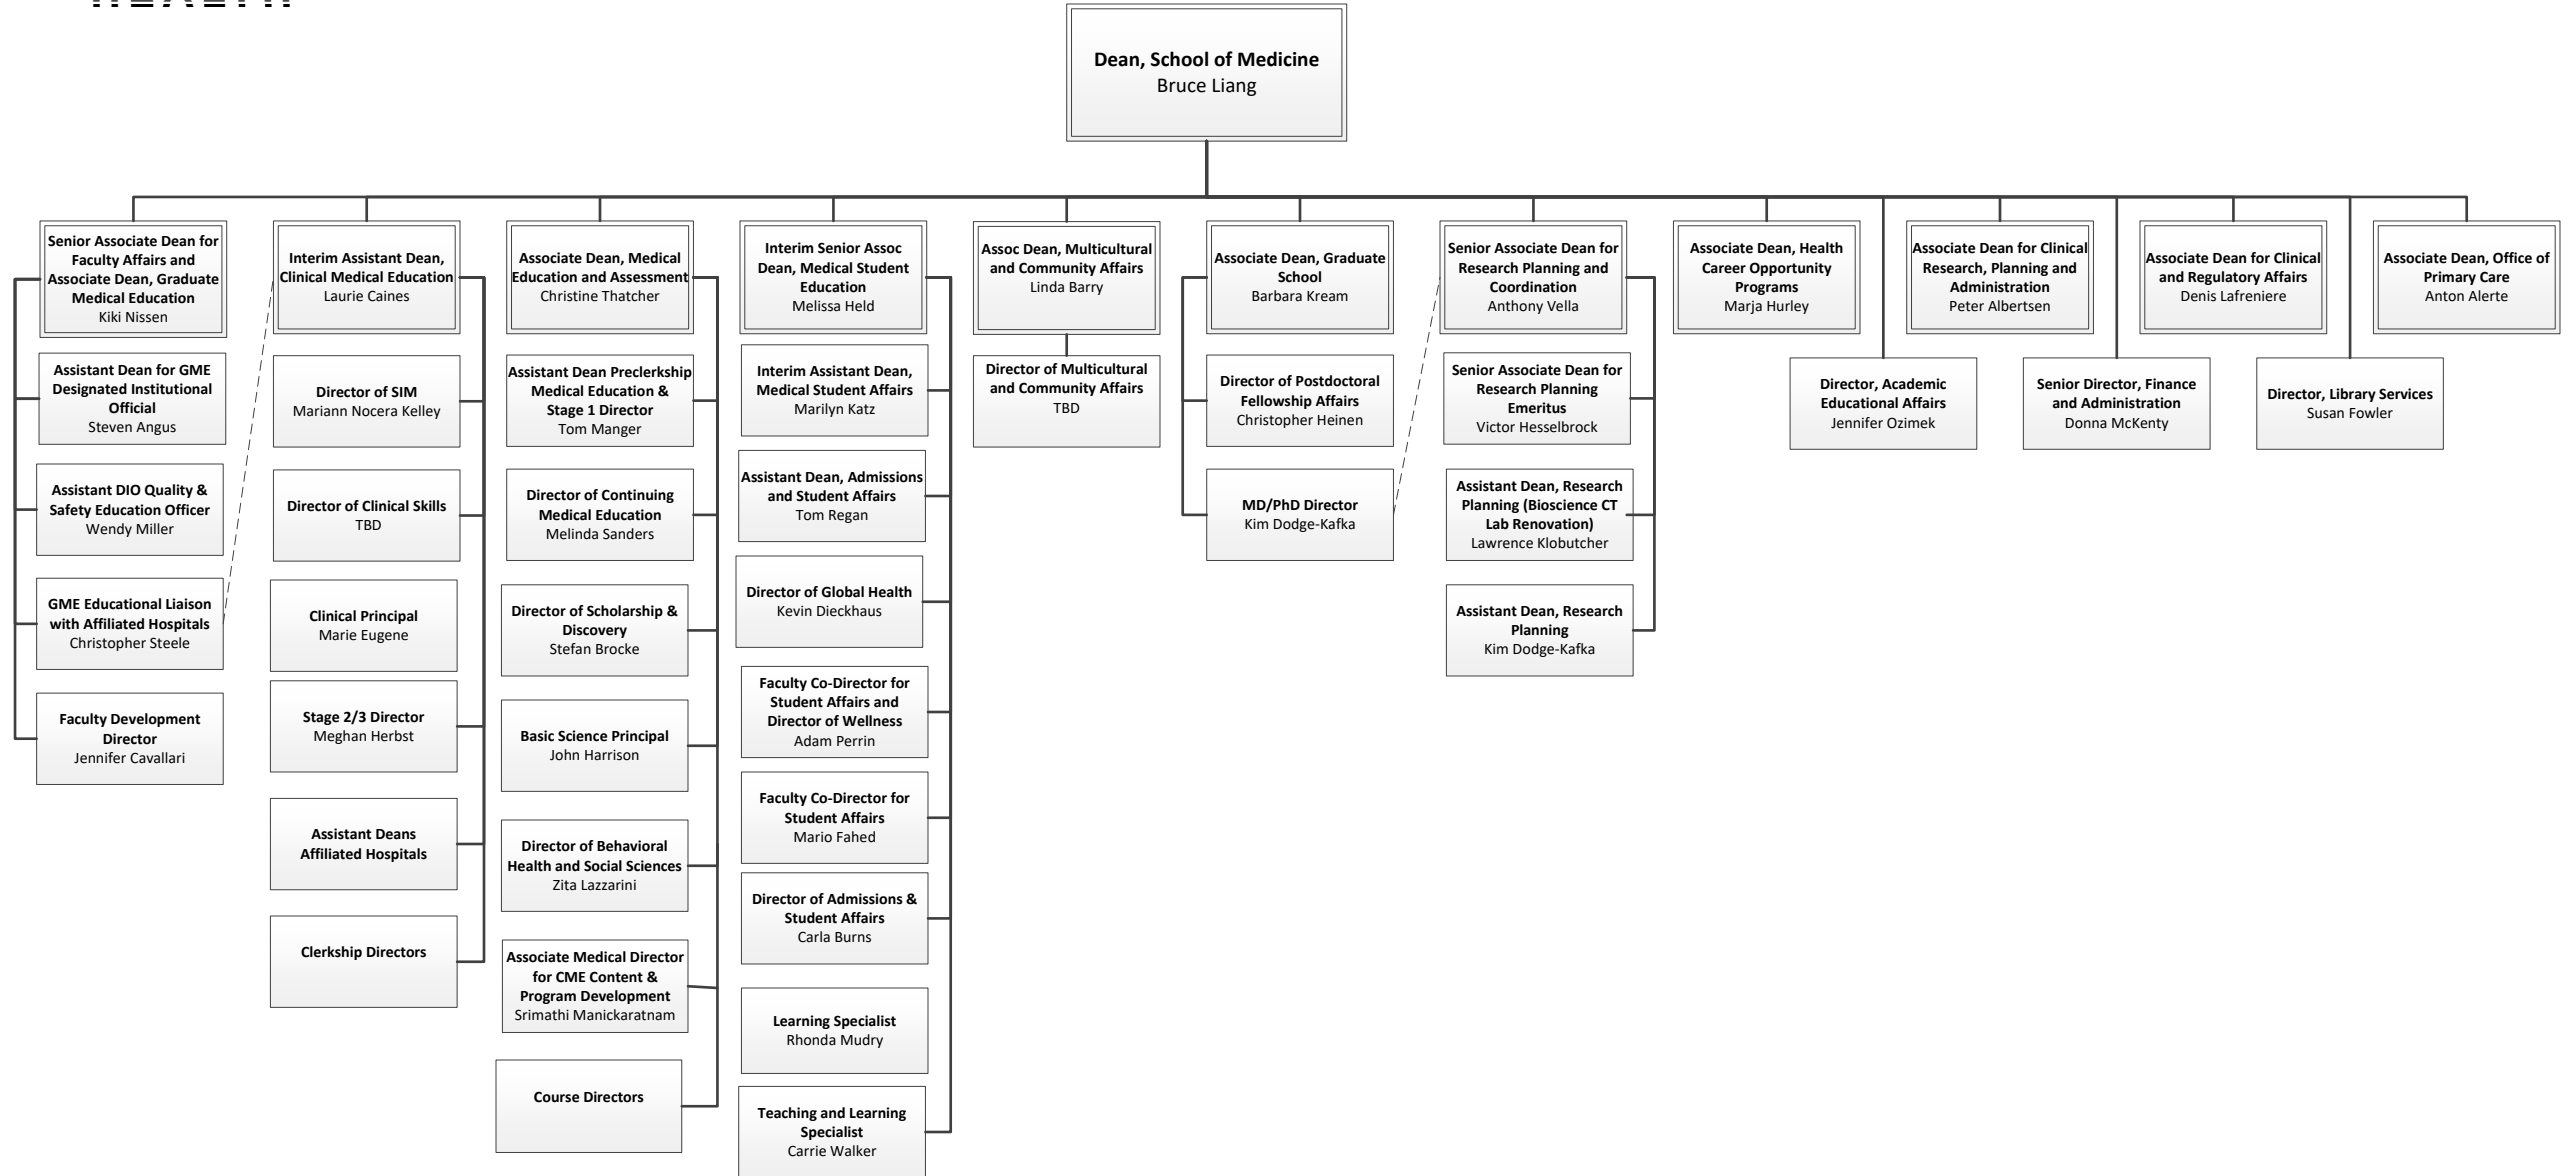 Dean, School of Medicine
Bruce Liang
Senior Associate Dean for
Faculty Affairs and
Associate Dean, Graduate
Medical Education
Kiki Nissen
Assistant Dean for GME
Designated Institutional
Official
Steven Angus
Assistant DIO Quality &
Safety Education Officer
Wendy Miller
GME Educational Liaison
with Affiliated Hospitals
Christopher Steele
Faculty Development
Director
Jennifer Cavallari
Interim Assistant Dean,
Clinical Medical Education
Laurie Caines
Director of SIM
Mariann Nocera Kelley
Director of Clinical Skills
TBD
Clinical Principal
Marie Eugene
Stage 2/3 Director
Meghan Herbst
Assistant Deans
Affiliated Hospitals
Clerkship Directors
Associate Dean, Medical
Education and Assessment
Christine Thatcher
Assistant Dean Preclerkship
Medical Education &
Stage 1 Director
Tom Manger
Director of Continuing
Medical Education
Melinda Sanders
Director of Scholarship &
Discovery
Stefan Brocke
Basic Science Principal
John Harrison
Director of Behavioral
Health and Social Sciences
Zita Lazzarini
Associate Medical Director
for CME Content &
Program Development
Srimathi Manickaratnam
Course Directors
Interim Senior Assoc
Dean, Medical Student
Education
Melissa Held
Interim Assistant Dean,
Medical Student Affairs
Marilyn Katz
Assistant Dean, Admissions
and Student Affairs
Tom Regan
Director of Global Health
Kevin Dieckhaus
Faculty Co-Director for
Student Affairs and
Director of Wellness
Adam Perrin
Faculty Co-Director for
Student Affairs
Mario Fahed
Director of Admissions &
Student Affairs
Carla Burns
Learning Specialist
Rhonda Mudry
Teaching and Learning
Specialist
Carrie Walker
Assoc Dean, Multicultural
and Community Affairs
Linda Barry
Director of Multicultural
and Community Affairs
TBD
Associate Dean, Graduate
School
Barbara Kream
Director of Postdoctoral
Fellowship Affairs
Christopher Heinen
MD/PhD Director
Kim Dodge-Kafka
Senior Associate Dean for
Research Planning and
Coordination
Anthony Vella
Senior Associate Dean for
Research Planning
Emeritus
Victor Hesselbrock
Assistant Dean, Research
Planning (Bioscience CT
Lab Renovation)
Lawrence Klobutcher
Assistant Dean, Research
Planning
Kim Dodge-Kafka
Associate Dean, Health
Career Opportunity
Programs
Marja Hurley
Director, Academic
Educational Affairs
Jennifer Ozimek
Associate Dean for Clinical
Research, Planning and
Administration
Peter Albertsen
Senior Director, Finance
and Administration
Donna McKenty
Associate Dean for Clinical
and Regulatory Affairs
Denis Lafreniere
Director, Library Services
Susan Fowler
Associate Dean, Office of
Primary Care
Anton Alerte